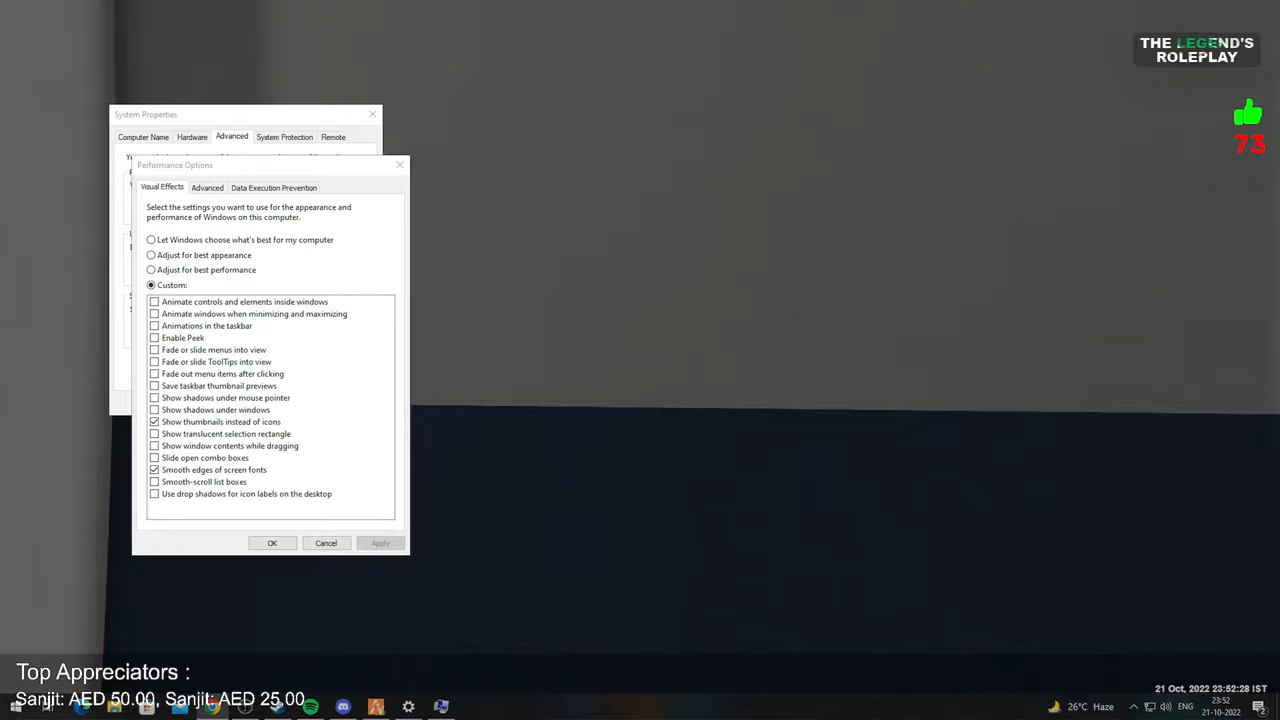 THE LEGEND'S
ROLEPLAY
73
System Properties
Computer Name
Hardware
Advanced
System Protection
Remote
Performance Options
Visual Effects
Advanced
Data Execution Prevention
Select the settings you want to use for the appearance and
performance of Windows on this computer.
Let Windows choose what's best for my computer
Adjust for best appearance
Adjust for best performance
Custom:
Animate controls and elements inside windows
Animate windows when minimizing and maximizing
Animations in the taskbar
Enable Peek
Fade or slide menus into view
Fade or slide ToolTips into view
Fade out menu items after clicking
Save taskbar thumbnail previews
Show shadows under mouse pointer
Show shadows under windows
Show thumbnails instead of icons
Show translucent selection rectangle
Show window contents while dragging
Slide open combo boxes
Smooth edges of screen fonts
Smooth-scroll list boxes
Use drop shadows for icon labels on the desktop
OK
Cancel
Apply
Top Appreciators :
Sanjit: AED 50.00, Sanjit: AED 25.00
21 Oct, 2022 23:52:28 IST
26°C Haze
ENG
23:52
21-10-2022
2